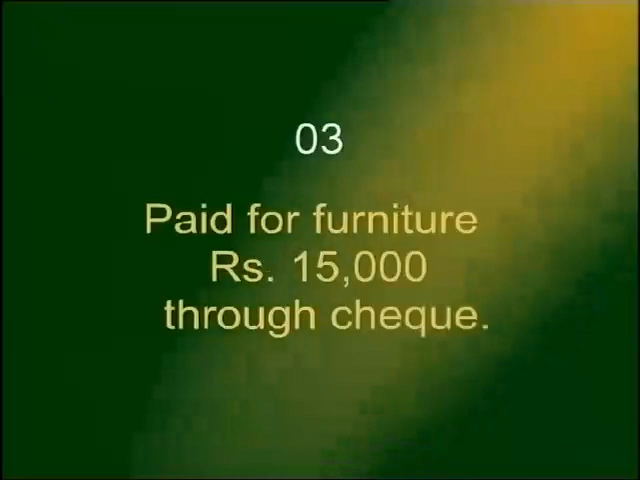 03
Paid for furniture
Rs. 15,000
through cheque.